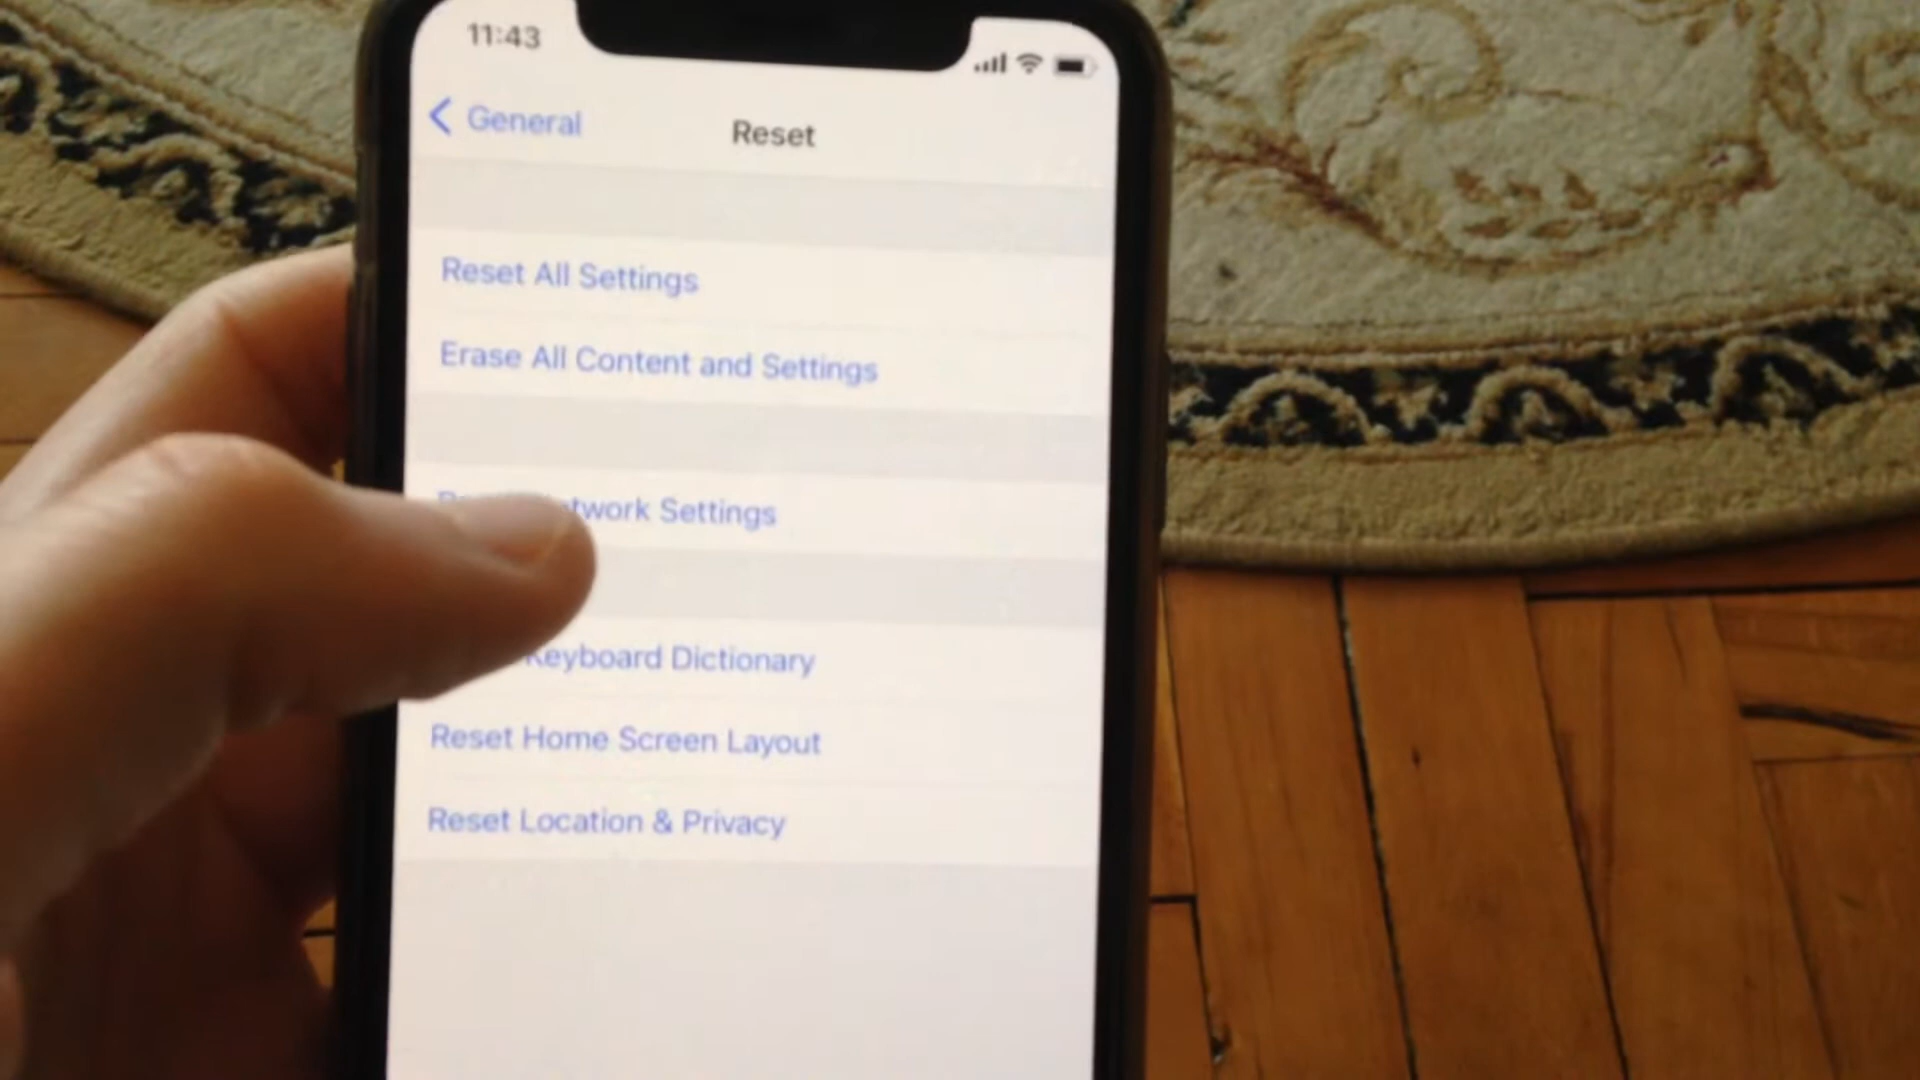 11:43
General
Reset
Reset All Settings
Erase All Content and Settings
Settings
Keyboard Dictionary
Reset Home Screen Layout
Reset Location & Privacy